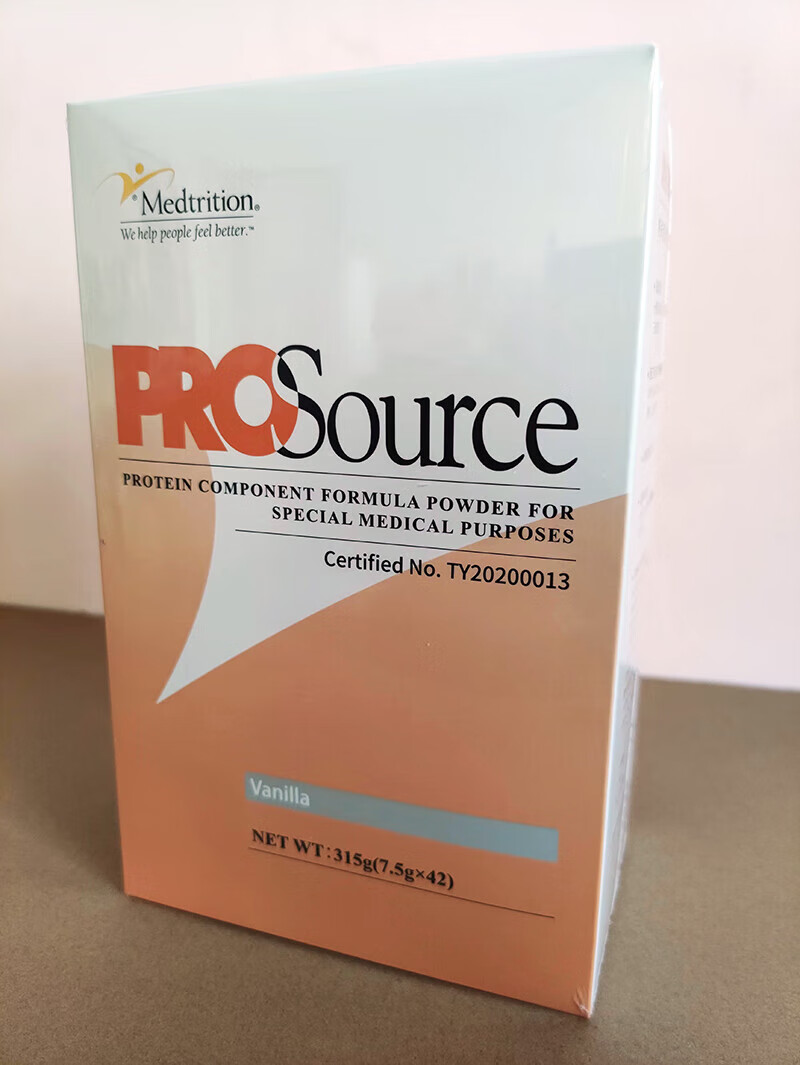 Medtrition®
We help people feel better.™
PROSource
PROTEIN COMPONENT FORMULA POWDER FOR
SPECIAL MEDICAL PURPOSES
Certified No. TY20200013
Vanilla
NET WT:315g(7.5g×42)